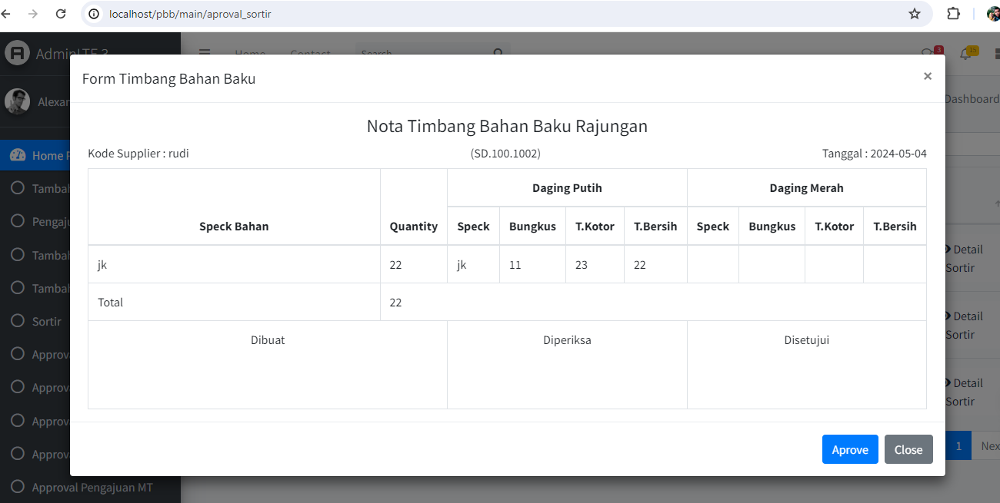 localhost/pbb/main/aproval_sortir
AdminLTE 3
Home Contact Search 3 15
Form Timbang Bahan Baku ×
Alexan
Dashboard
Nota Timbang Bahan Baku Rajungan
Kode Supplier : rudi (SD.100.1002) Tanggal : 2024-05-04
Home P
Daging Putih Daging Merah
Tambah
Speck Bahan Quantity Speck Bungkus T.Kotor T.Bersih Speck Bungkus T.Kotor T.Bersih
Pengaju
Tambah
jk 22 jk 11 23 22
Detail
Sortir
Tambah
Total 22
Sortir
Detail
Sortir
Dibuat Diperiksa Disetujui
Approv
Approv
Detail
Sortir
Approv
Approv
Aprove Close
1 Nex
Approval Pengajuan MT